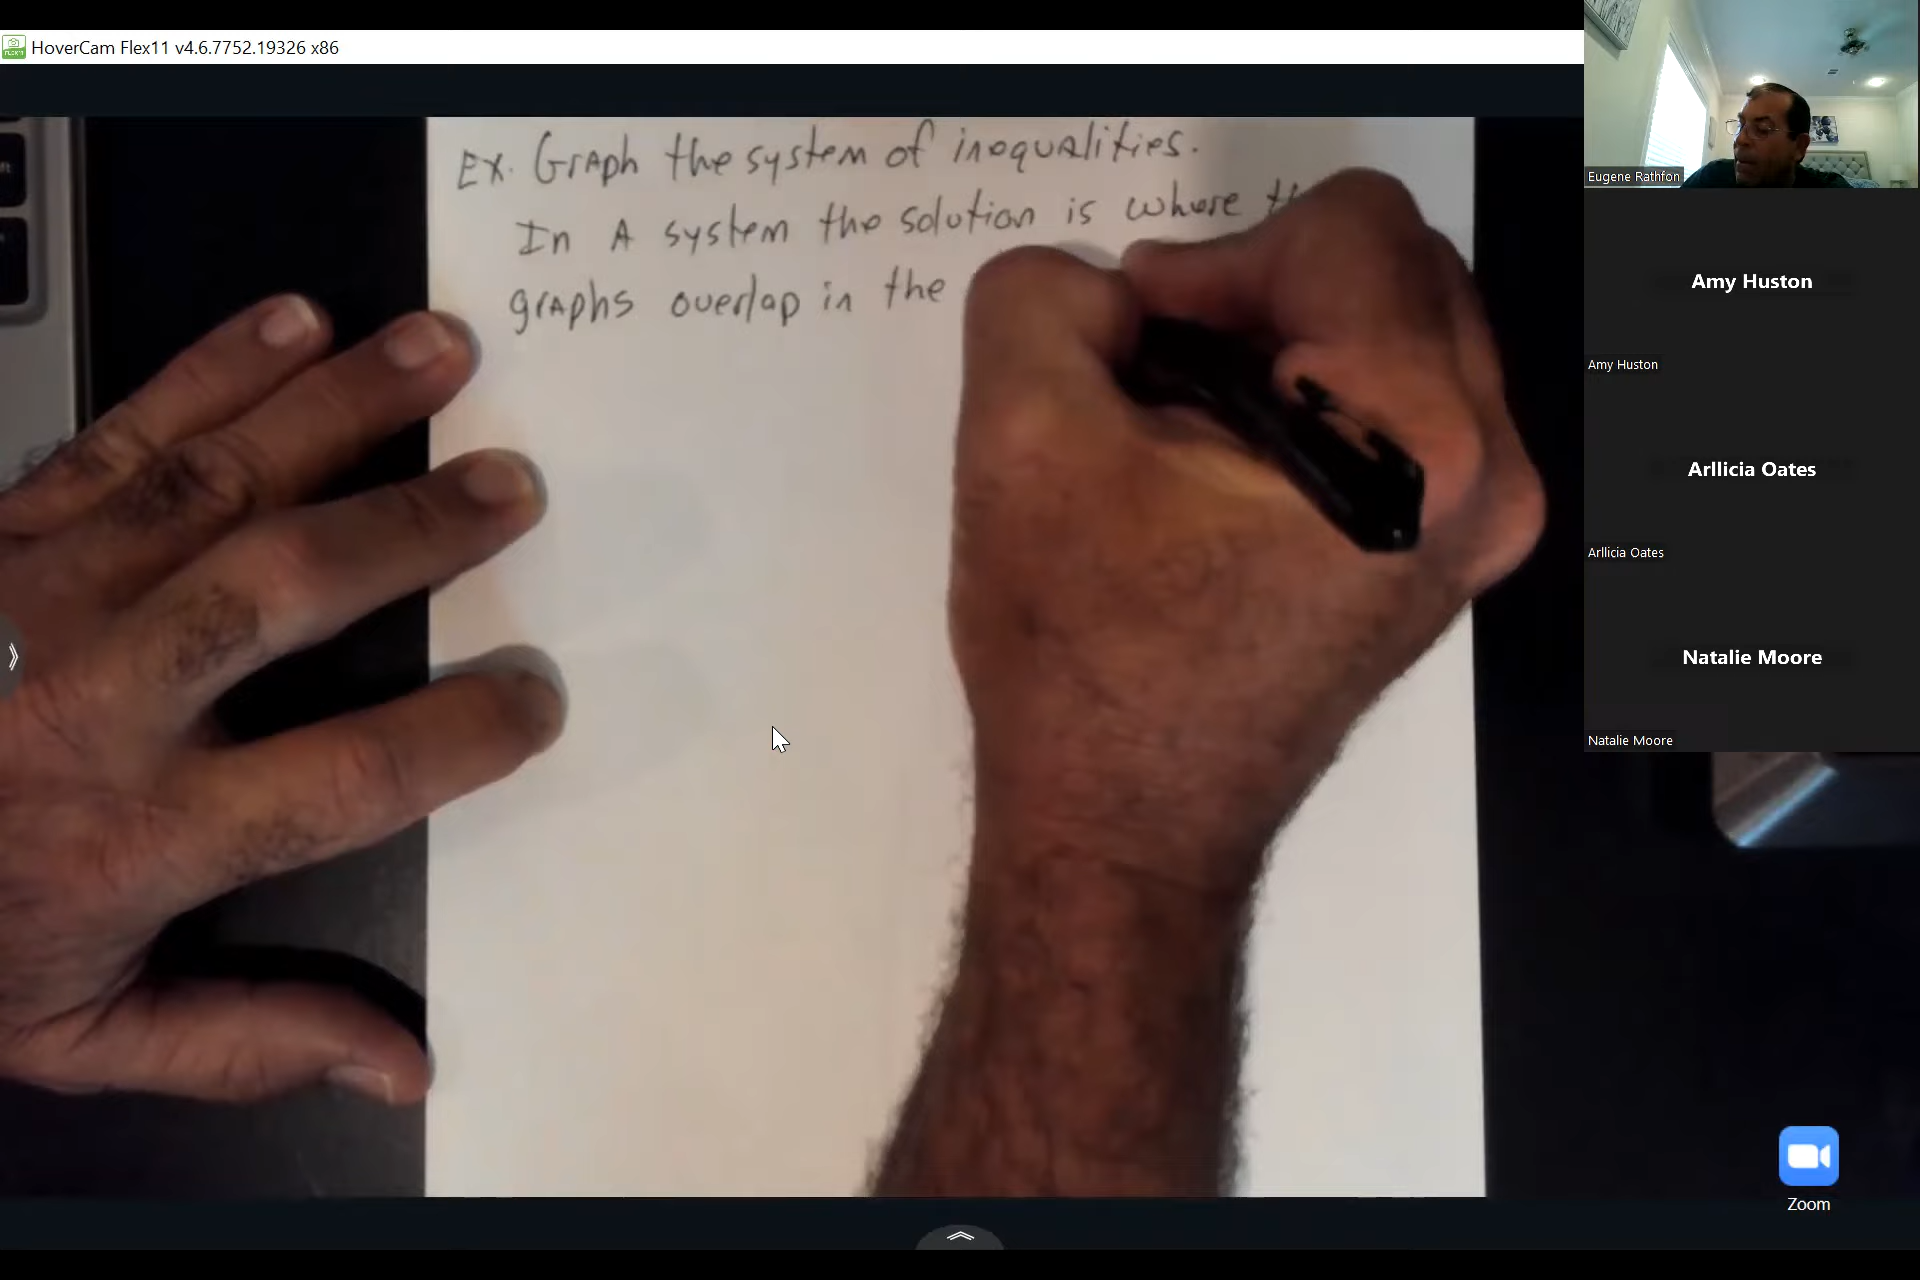 HoverCam Flex11 v4.6.7752.19326 x86
Ex. Graph the system of inequalities.
In A system the solution is where
graphs overlap in the
Eugene Rathfon
Amy Huston
Amy Huston
Arllicia Oates
Arllicia Oates
Natalie Moore
Natalie Moore
Zoom